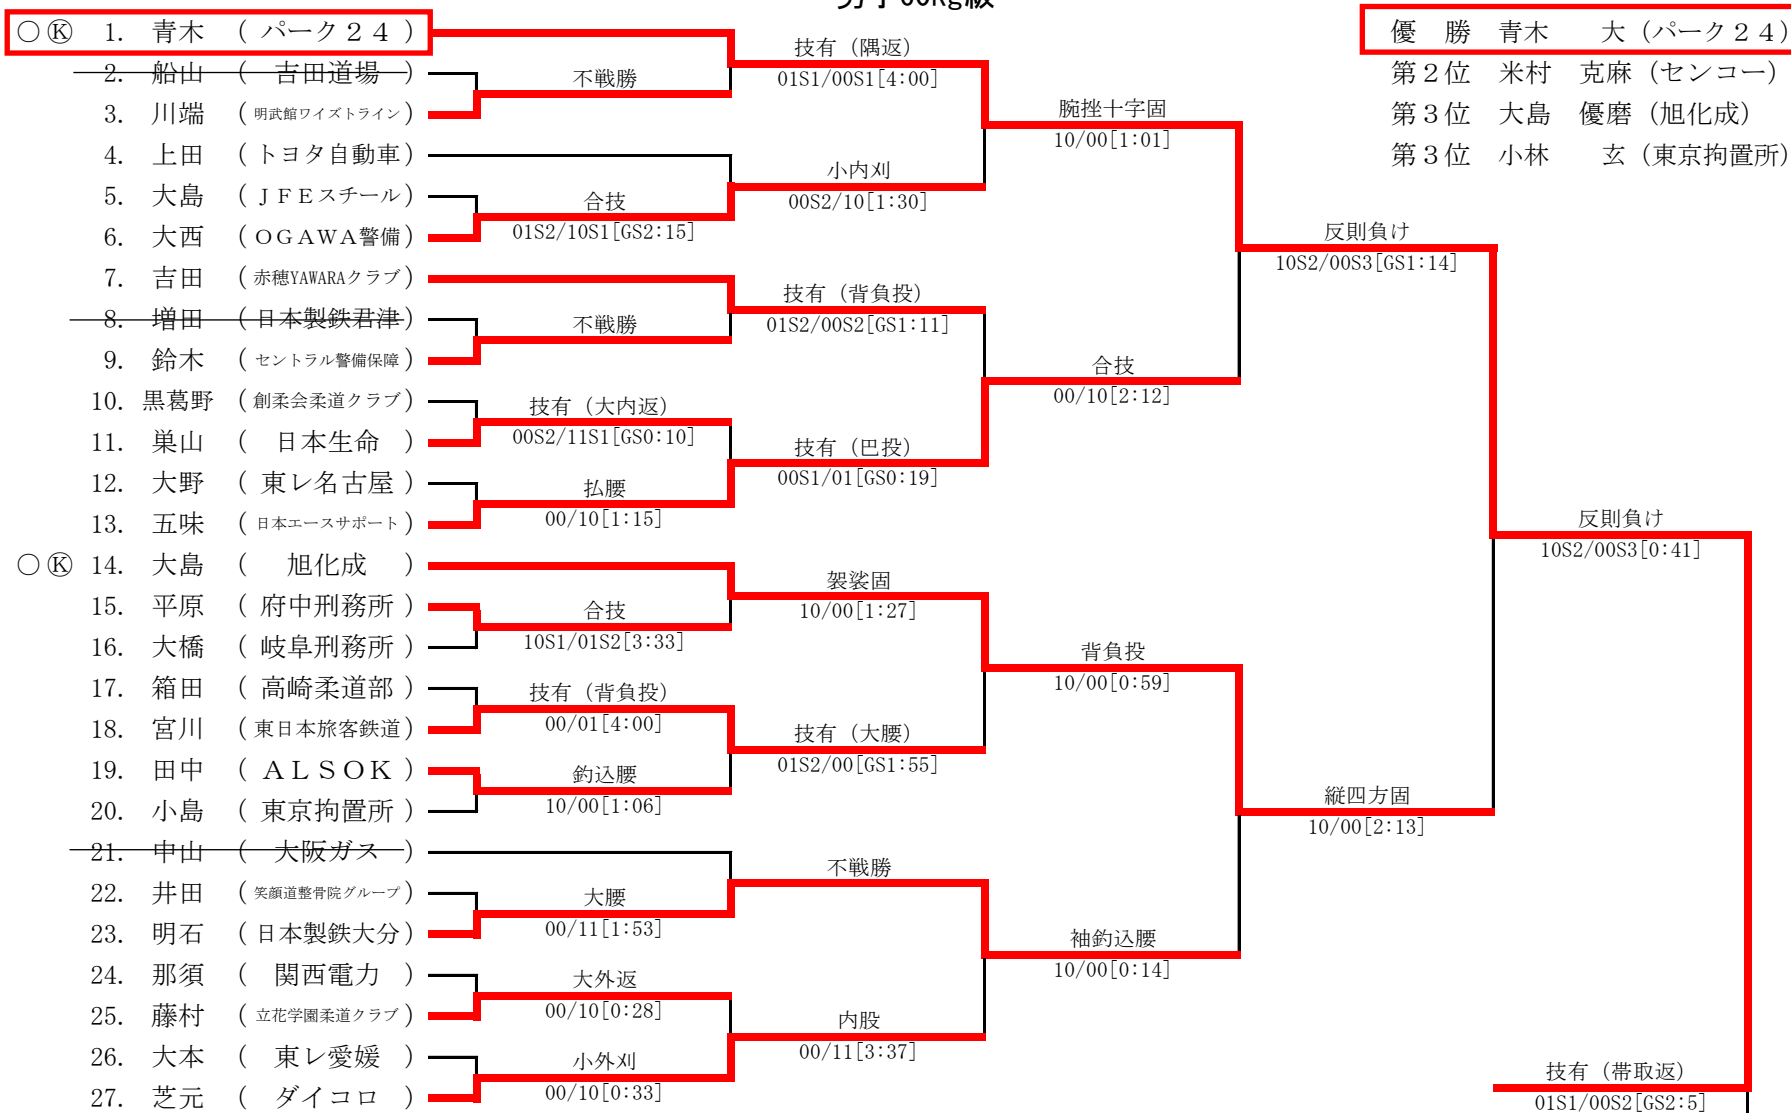 ○Ⓚ 1. 青木 （ パーク２４ ）
2. 船山 （ 吉田道場 ）
3. 川端 （ 明武館ワイズトライン ）
4. 上田 （ トヨタ自動車 ）
5. 大島 （ ＪＦＥスチール ）
6. 大西 （ ＯＧＡＷＡ警備 ）
7. 吉田 （ 赤穂YAWARAクラブ ）
8. 増田 （ 日本製鉄君津 ）
9. 鈴木 （ セントラル警備保障 ）
10. 黒葛野 （ 創柔会柔道クラブ ）
11. 巣山 （ 日本生命 ）
12. 大野 （ 東レ名古屋 ）
13. 五味 （ 日本エースサポート ）
○Ⓚ 14. 大島 （ 旭化成 ）
15. 平原 （ 府中刑務所 ）
16. 大橋 （ 岐阜刑務所 ）
17. 箱田 （ 高崎柔道部 ）
18. 宮川 （ 東日本旅客鉄道 ）
19. 田中 （ ＡＬＳＯＫ ）
20. 小島 （ 東京拘置所 ）
21. 中山 （ 大阪ガス ）
22. 井田 （ 笑顔道整骨院グループ ）
23. 明石 （ 日本製鉄大分 ）
24. 那須 （ 関西電力 ）
25. 藤村 （ 立花学園柔道クラブ ）
26. 大本 （ 東レ愛媛 ）
27. 芝元 （ ダイコロ ）
不戦勝
合技
01S2/10S1[GS2:15]
不戦勝
技有（大内返）
00S2/11S1[GS0:10]
払腰
00/10[1:15]
合技
10S1/01S2[3:33]
技有（背負投）
00/01[4:00]
釣込腰
10/00[1:06]
大腰
00/11[1:53]
大外返
00/10[0:28]
小外刈
00/10[0:33]
技有（隅返）
01S1/00S1[4:00]
小内刈
00S2/10[1:30]
技有（背負投）
01S2/00S2[GS1:11]
技有（巴投）
00S1/01[GS0:19]
袈裟固
10/00[1:27]
技有（大腰）
01S2/00[GS1:55]
不戦勝
内股
00/11[3:37]
腕挫十字固
10/00[1:01]
合技
00/10[2:12]
背負投
10/00[0:59]
袖釣込腰
10/00[0:14]
反則負け
10S2/00S3[GS1:14]
縦四方固
10/00[2:13]
反則負け
10S2/00S3[0:41]
技有（帯取返）
01S1/00S2[GS2:5]
優　勝 青木　大（パーク２４）
第２位 米村　克麻（センコー）
第３位 大島　優磨（旭化成）
第３位 小林　玄（東京拘置所）